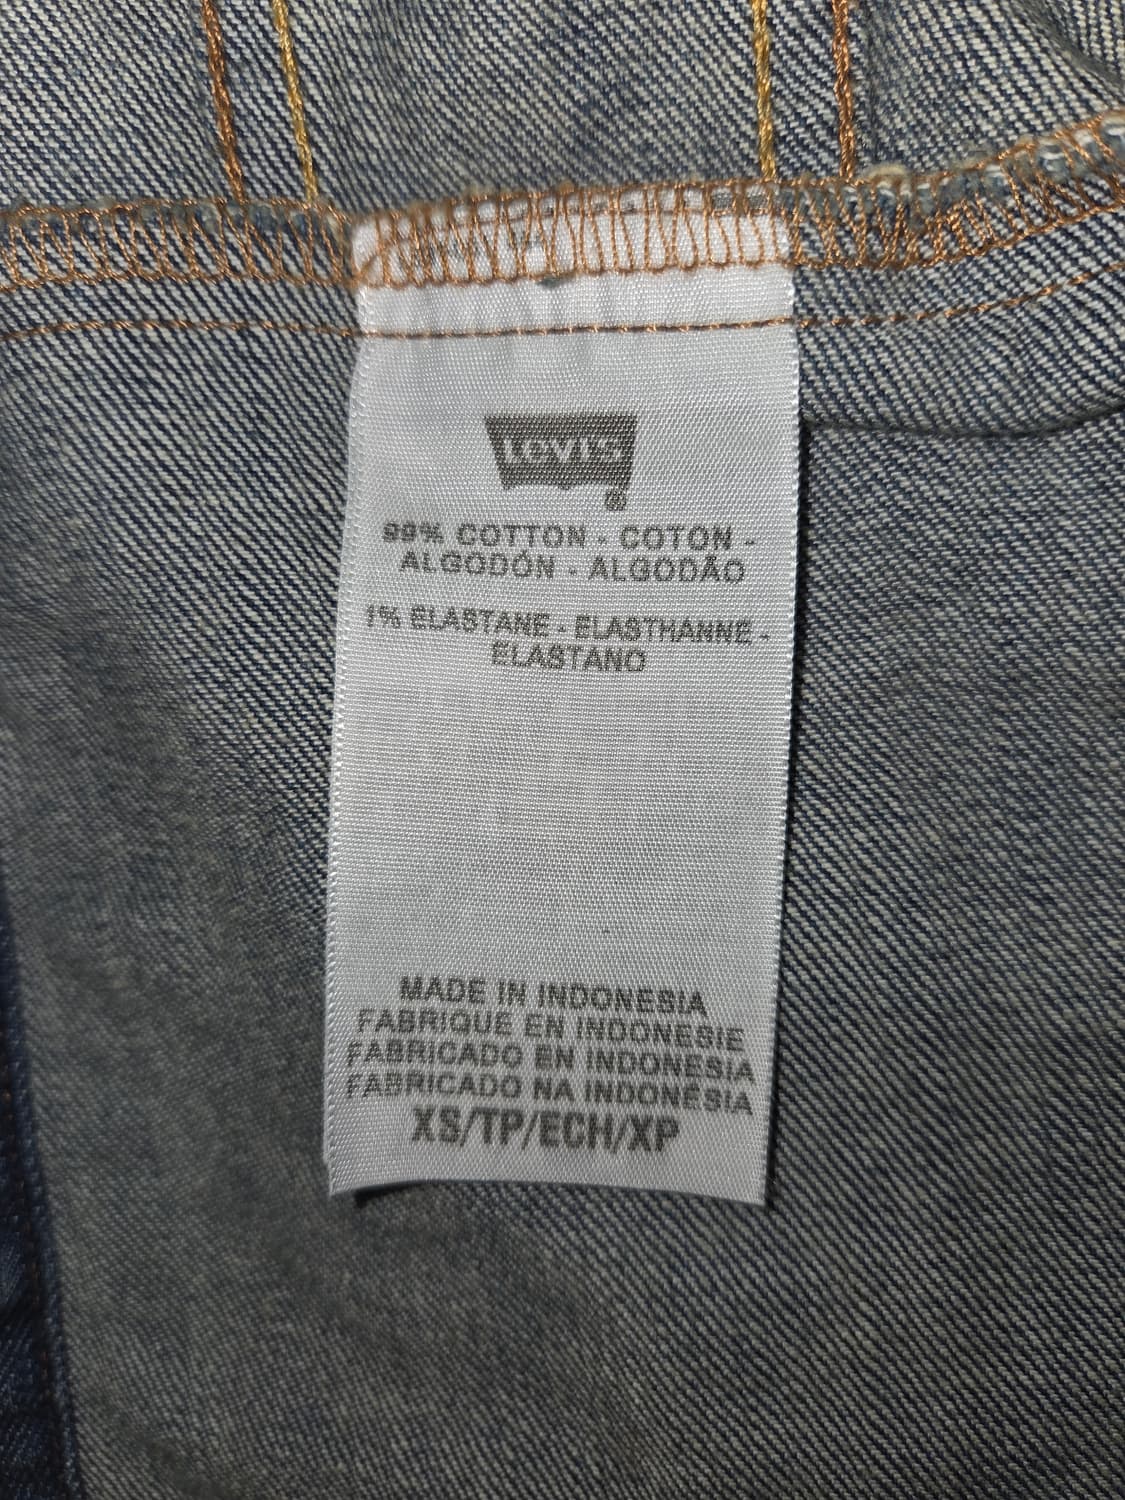 Levi's
99% COTTON - COTON -
ALGODÓN - ALGODÃO
1% ELASTANE - ELASTHANNE -
ELASTANO
MADE IN INDONESIA
FABRIQUE EN INDONESIE
FABRICADO EN INDONESIA
FABRICADO NA INDONÉSIA
XS/TP/ECH/XP